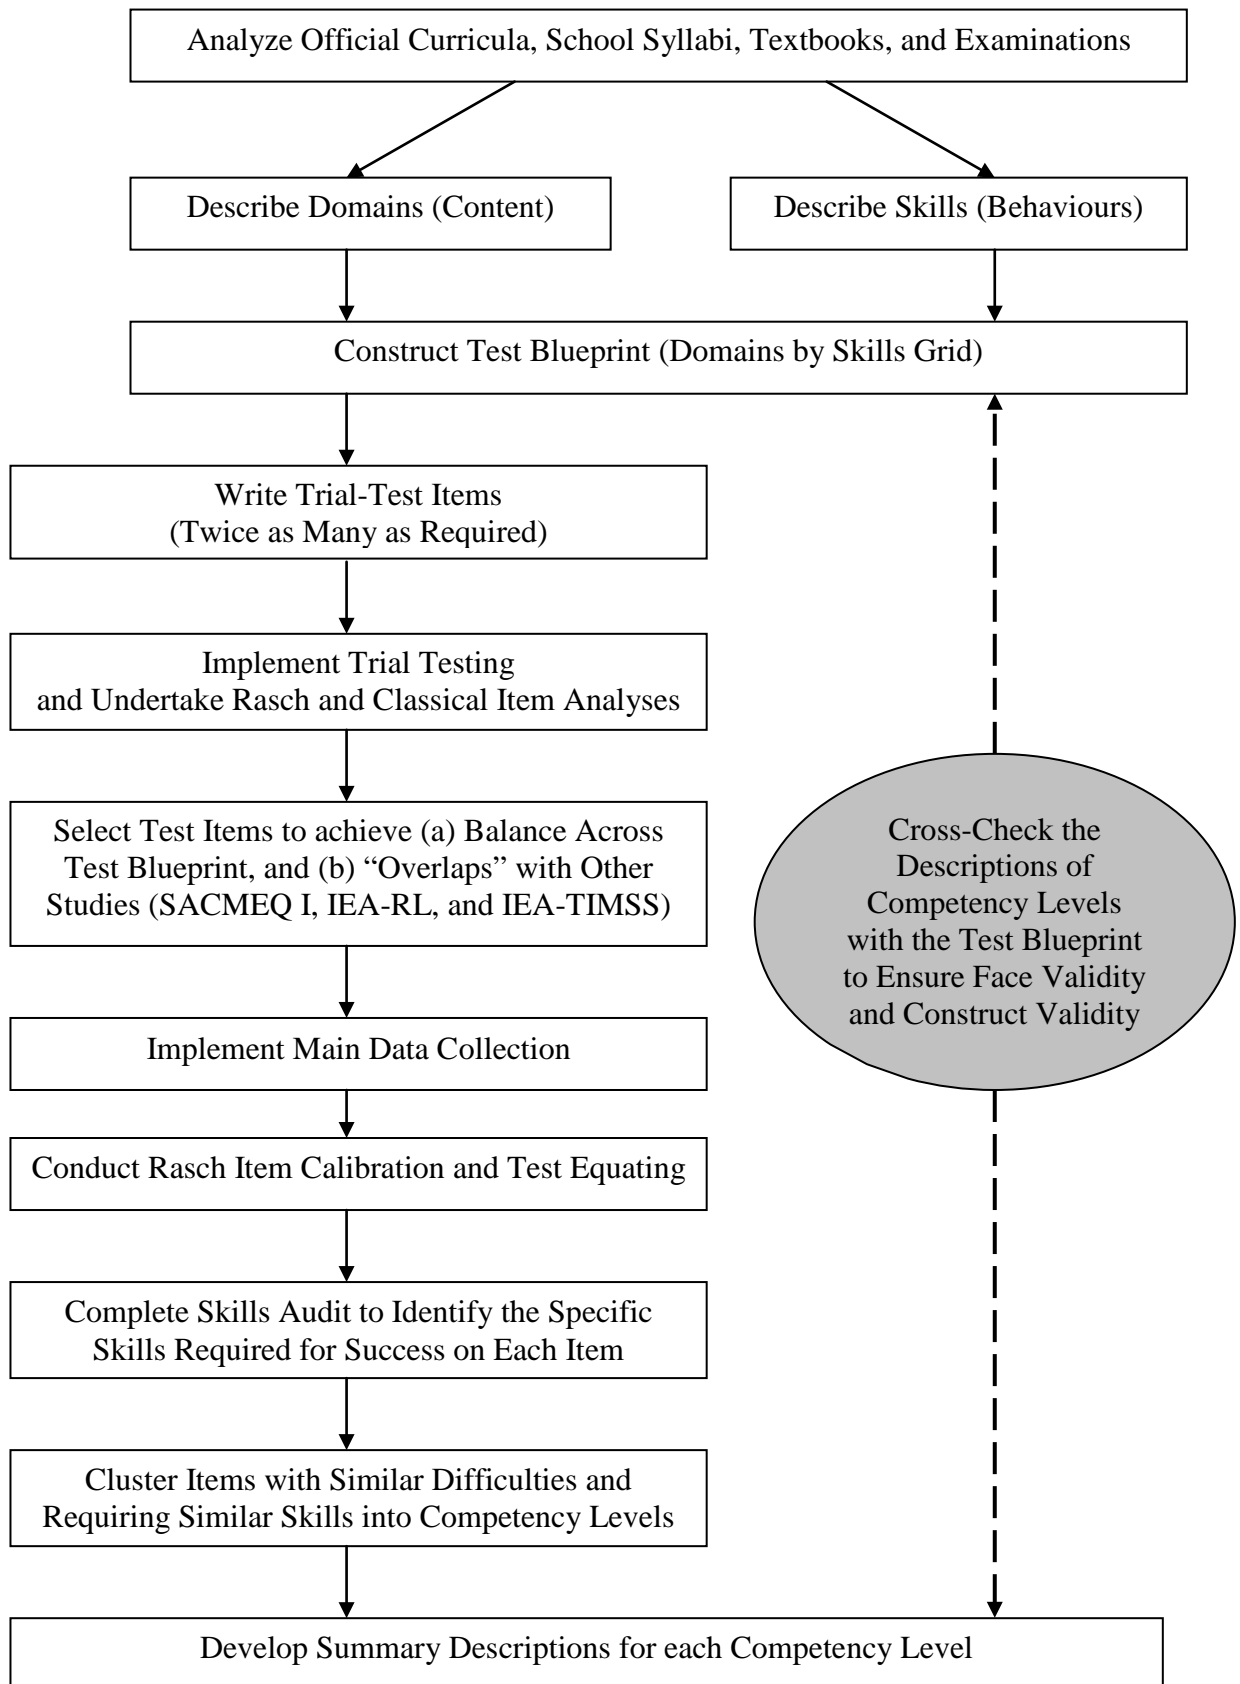 Analyze Official Curricula, School Syllabi, Textbooks, and Examinations
Describe Domains (Content)
Describe Skills (Behaviours)
Construct Test Blueprint (Domains by Skills Grid)
Write Trial-Test Items
(Twice as Many as Required)
Implement Trial Testing
and Undertake Rasch and Classical Item Analyses
Select Test Items to achieve (a) Balance Across
Test Blueprint, and (b) “Overlaps” with Other
Studies (SACMEQ I, IEA-RL, and IEA-TIMSS)
Cross-Check the
Descriptions of
Competency Levels
with the Test Blueprint
to Ensure Face Validity
and Construct Validity
Implement Main Data Collection
Conduct Rasch Item Calibration and Test Equating
Complete Skills Audit to Identify the Specific
Skills Required for Success on Each Item
Cluster Items with Similar Difficulties and
Requiring Similar Skills into Competency Levels
Develop Summary Descriptions for each Competency Level